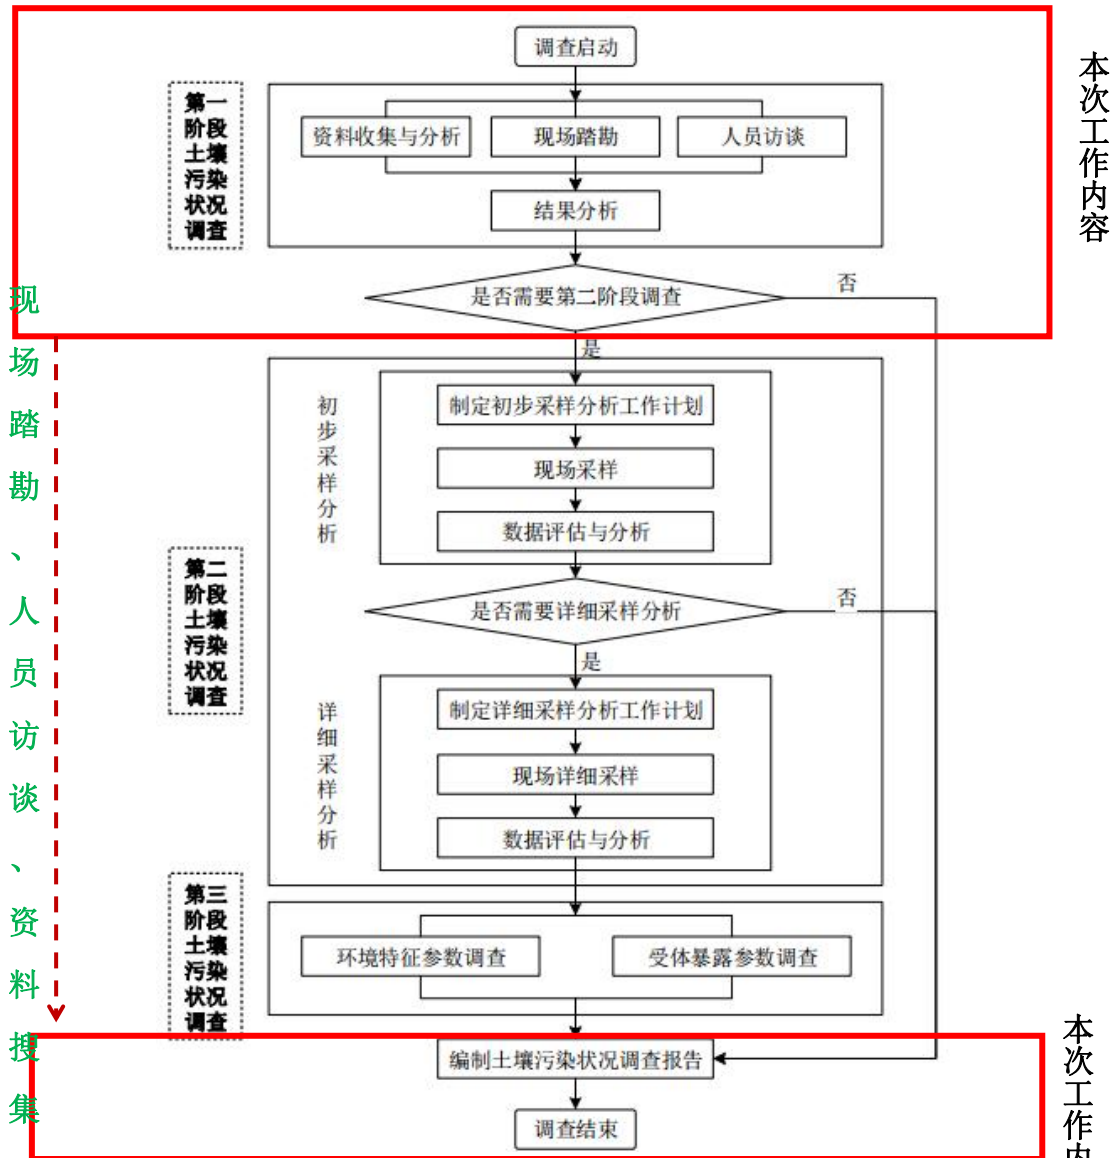 调查启动
本次工作内容
第一
阶段
土壤
污染
状况
调查
资料收集与分析
现场踏勘
人员访谈
结果分析
是否需要第二阶段调查
否
是
现场踏勘、人员访谈、资料搜集
初步采样分析
制定初步采样分析工作计划
现场采样
数据评估与分析
第二
阶段
土壤
污染
状况
调查
是否需要详细采样分析
否
是
详细采样分析
制定详细采样分析工作计划
现场详细采样
数据评估与分析
第三
阶段
土壤
污染
状况
调查
环境特征参数调查
受体暴露参数调查
编制土壤污染状况调查报告
本次工作内
调查结束